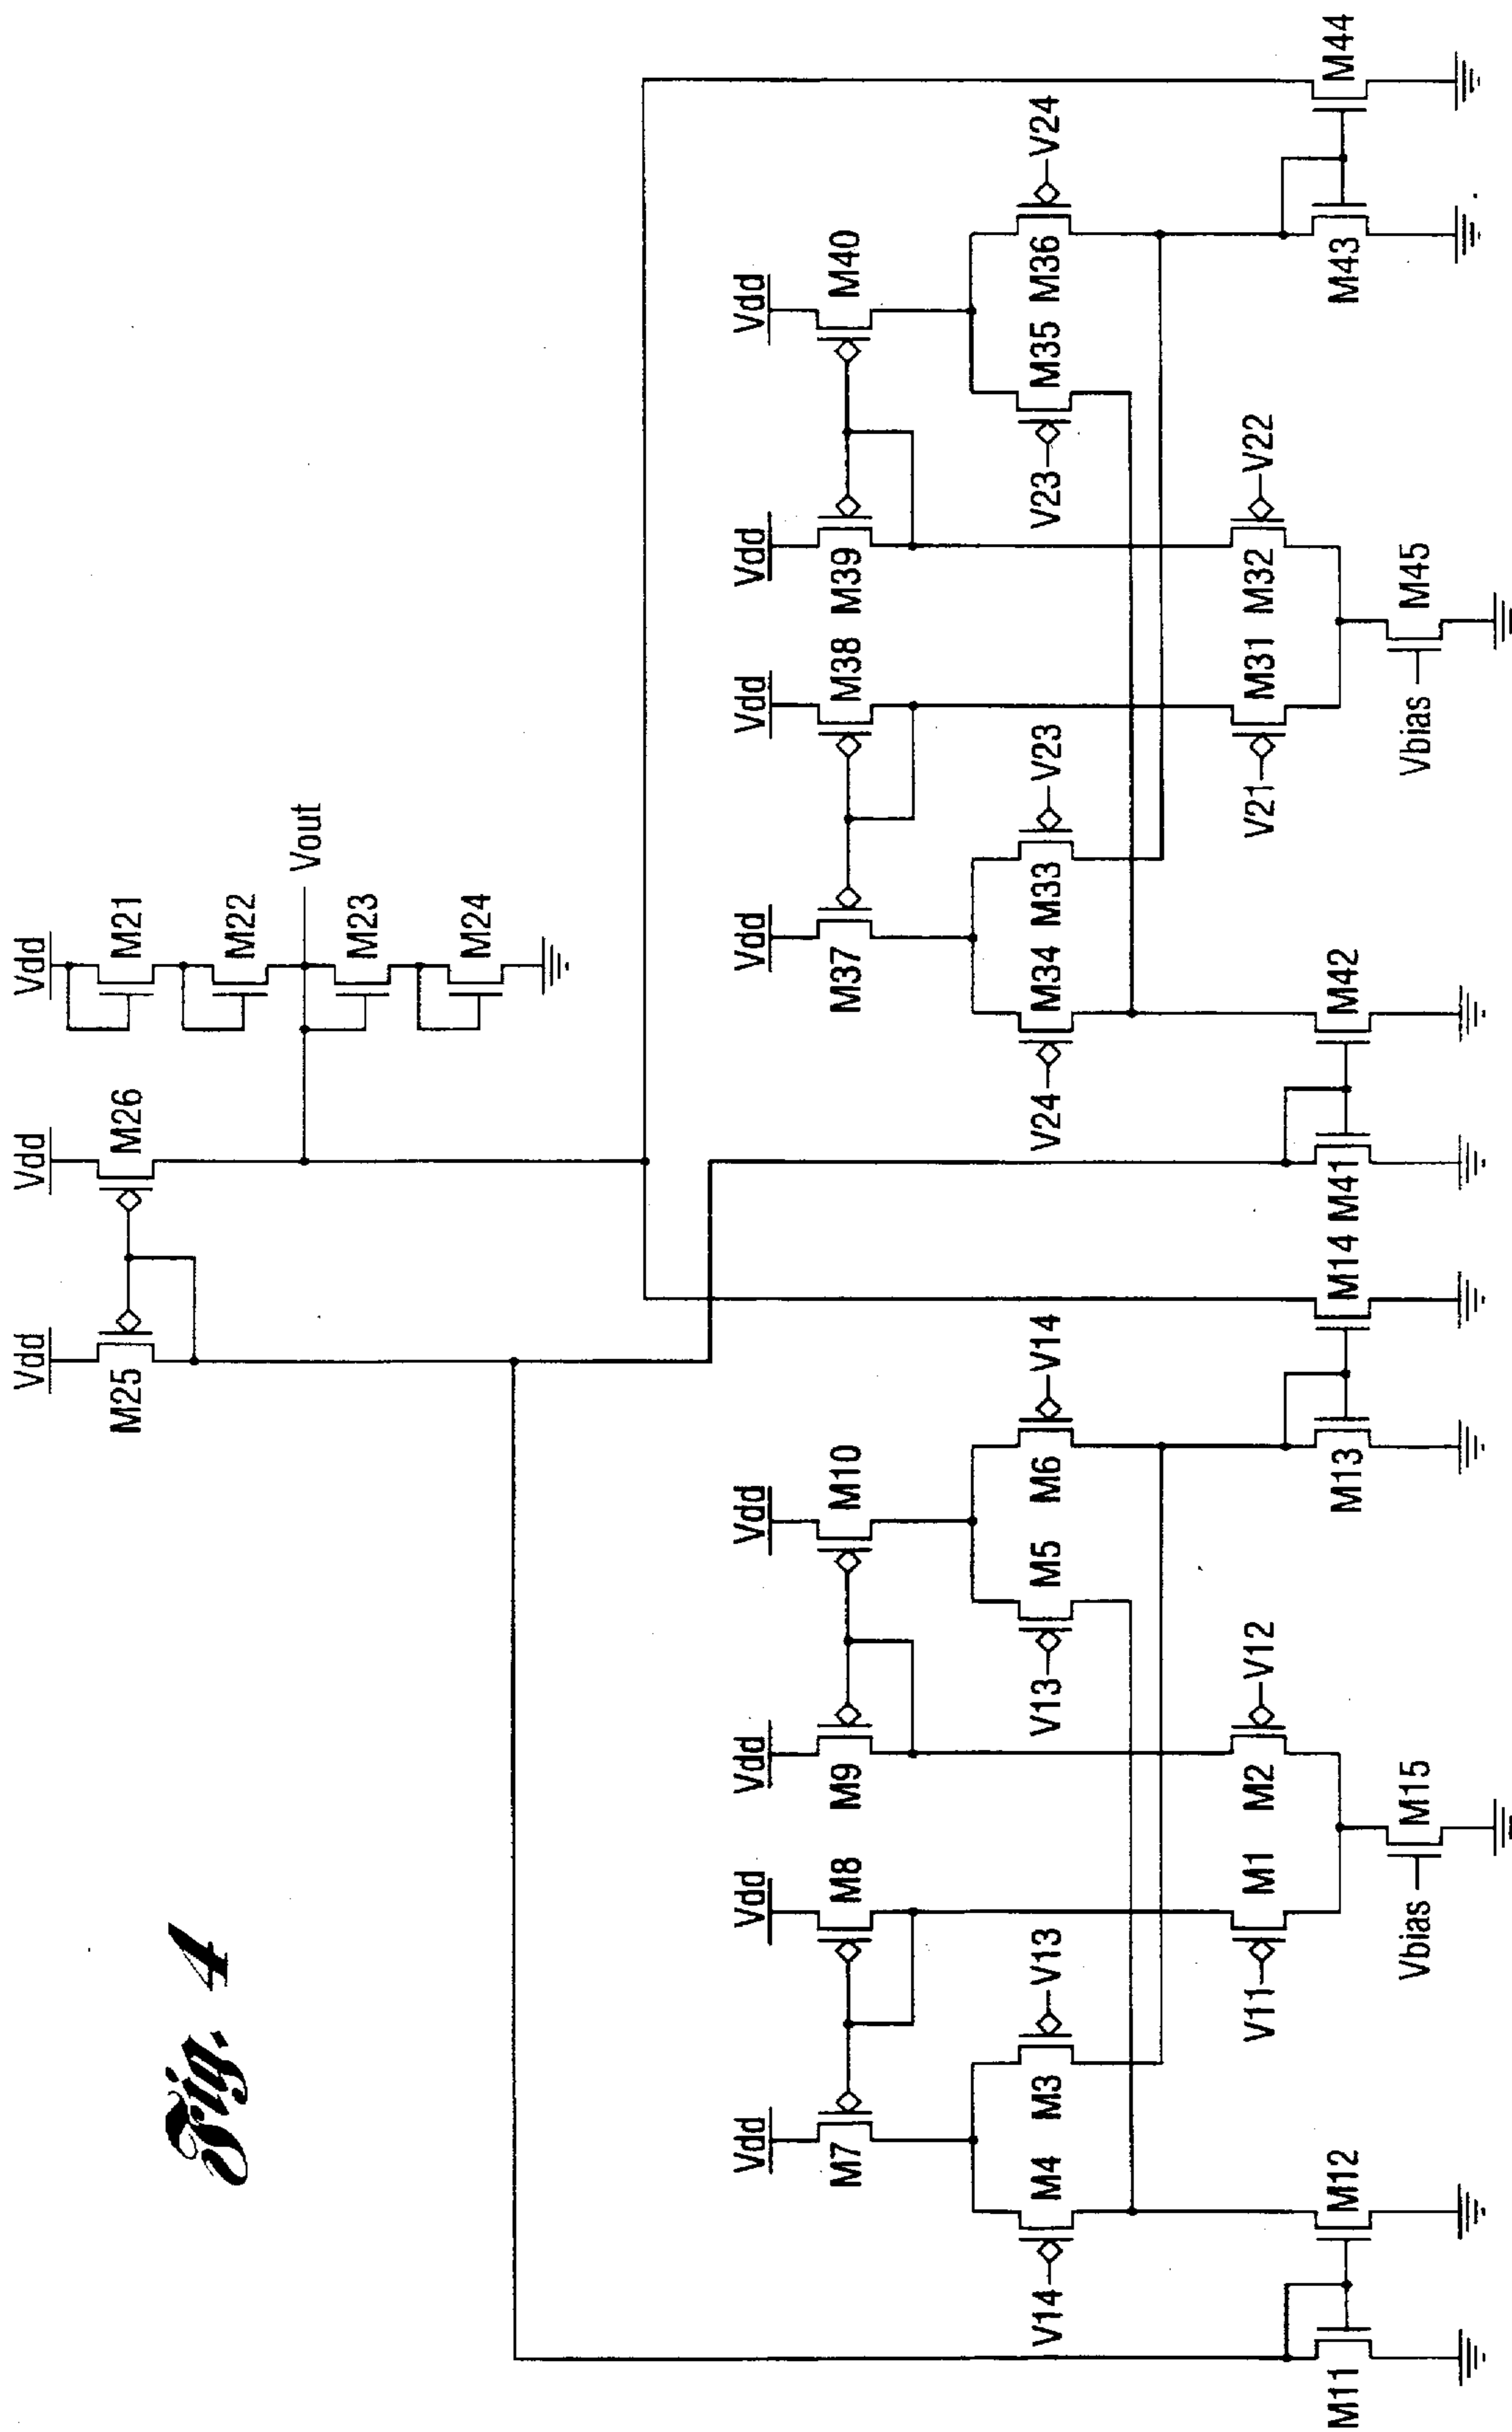 Fig. 4
Vdd Vdd Vdd
M25 M26 M21
M22
Vout
M23
M24
Vdd Vdd Vdd Vdd Vdd Vdd Vdd Vdd
M7 M8 M9 M10 M37 M38 M39 M40
V14 M4 M3 V13 V13 M5 M6 V14 V24 M34 M33 V23 V23 M35 M36 V24
V11 M1 M2 V12 V21 M31 M32 V22
M11 M12 M13 M14 M41 M42 M43 M44
Vbias M15 Vbias M45